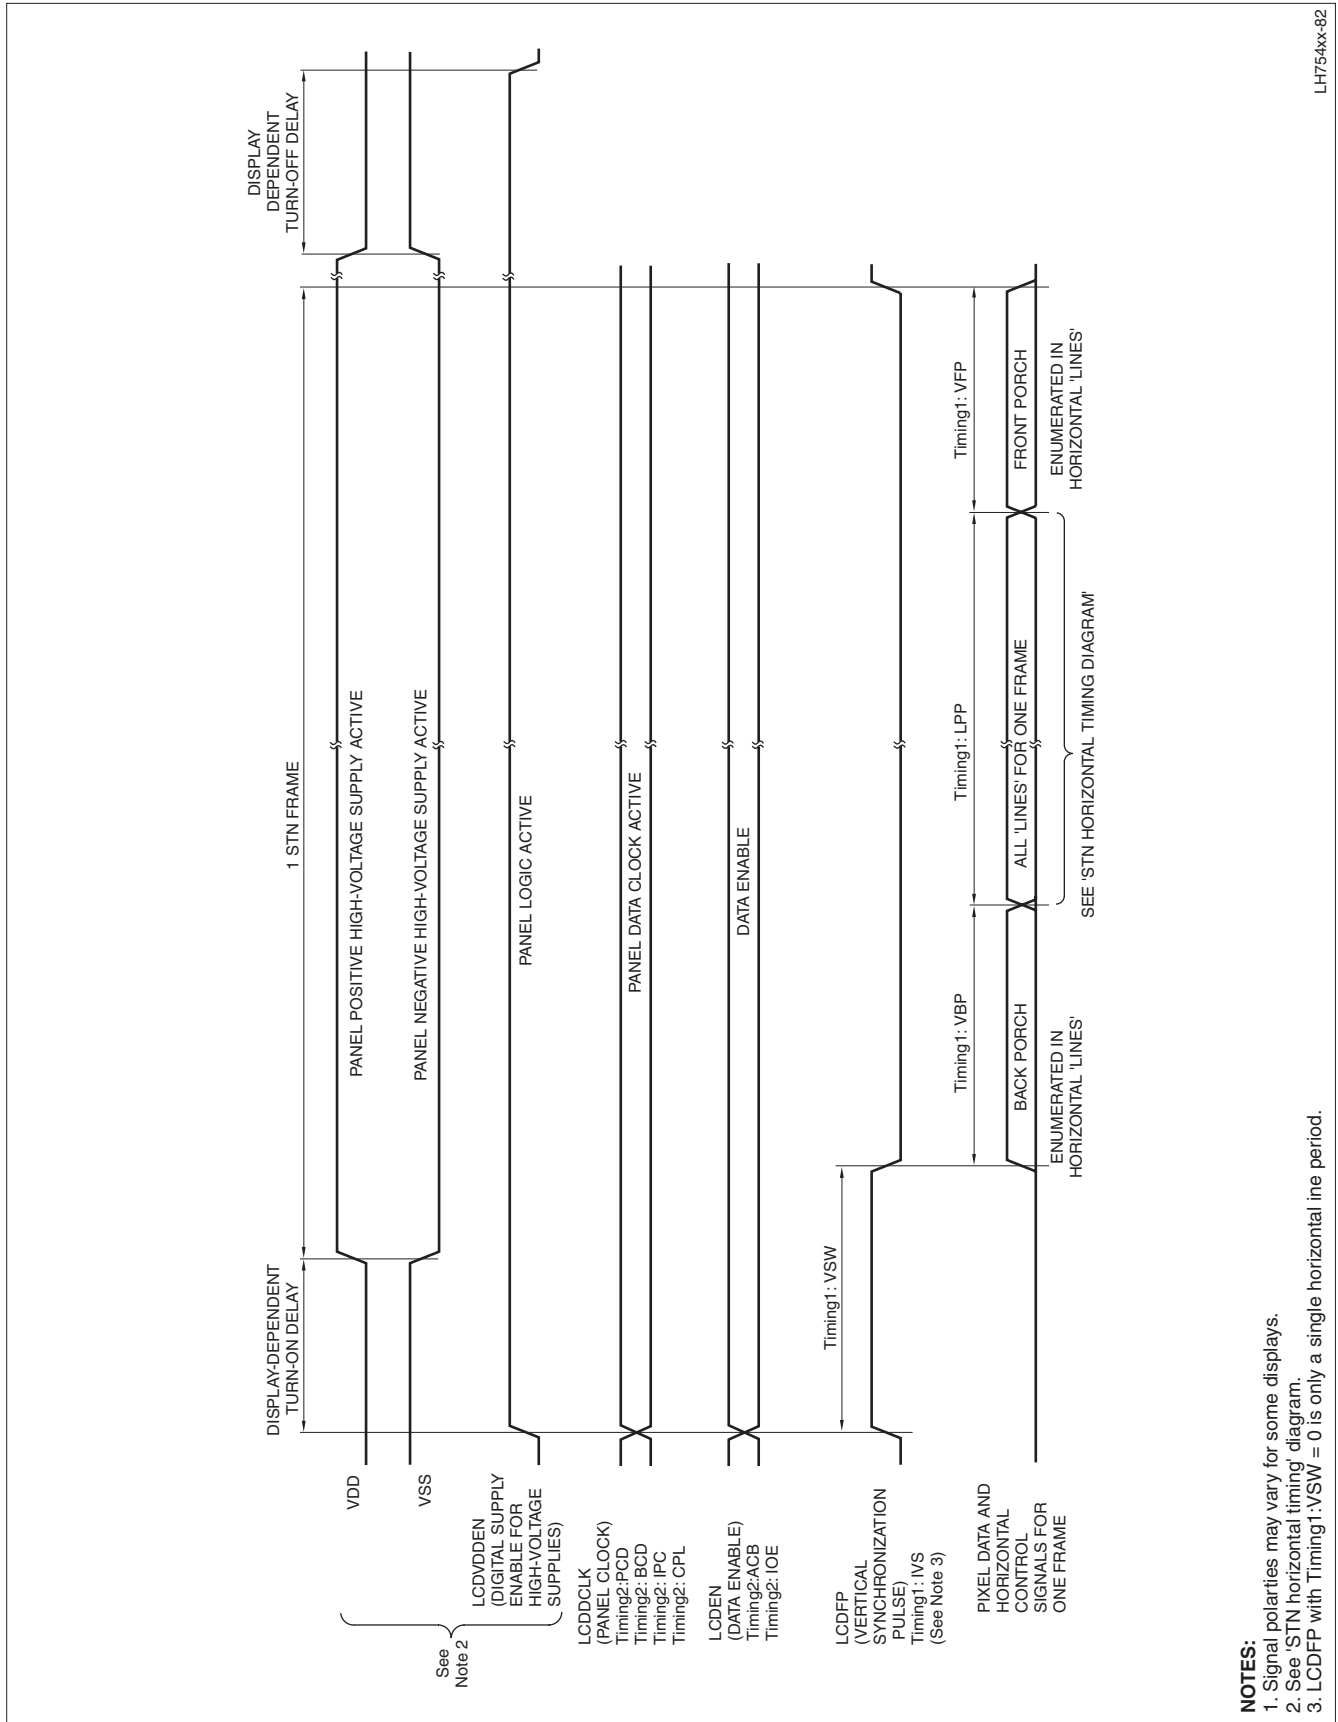 DISPLAY-DEPENDENT
TURN-ON DELAY
1 STN FRAME
DISPLAY
DEPENDENT
TURN-OFF DELAY
VDD
PANEL POSITIVE HIGH-VOLTAGE SUPPLY ACTIVE
VSS
PANEL NEGATIVE HIGH-VOLTAGE SUPPLY ACTIVE
See
Note 2
LCDVDDEN
(DIGITAL SUPPLY
ENABLE FOR
HIGH-VOLTAGE
SUPPLIES)
PANEL LOGIC ACTIVE
LCDDCLK
(PANEL CLOCK)
Timing2:PCD
Timing2: BCD
Timing2: IPC
Timing2: CPL
PANEL DATA CLOCK ACTIVE
LCDEN
(DATA ENABLE)
Timing2:ACB
Timing2: IOE
DATA ENABLE
Timing1: VSW
LCDFP
(VERTICAL
SYNCHRONIZATION
PULSE)
Timing1: IVS
(See Note 3)
Timing1: VBP
Timing1: LPP
Timing1: VFP
PIXEL DATA AND
HORIZONTAL
CONTROL
SIGNALS FOR
ONE FRAME
BACK PORCH
ALL 'LINES' FOR ONE FRAME
FRONT PORCH
ENUMERATED IN
HORIZONTAL 'LINES'
SEE 'STN HORIZONTAL TIMING DIAGRAM'
ENUMERATED IN
HORIZONTAL 'LINES'
NOTES:
1. Signal polarties may vary for some displays.
2. See 'STN horizontal timing' diagram.
3. LCDFP with Timing1:VSW = 0 is only a single horizontal ine period.
LH754xx-82